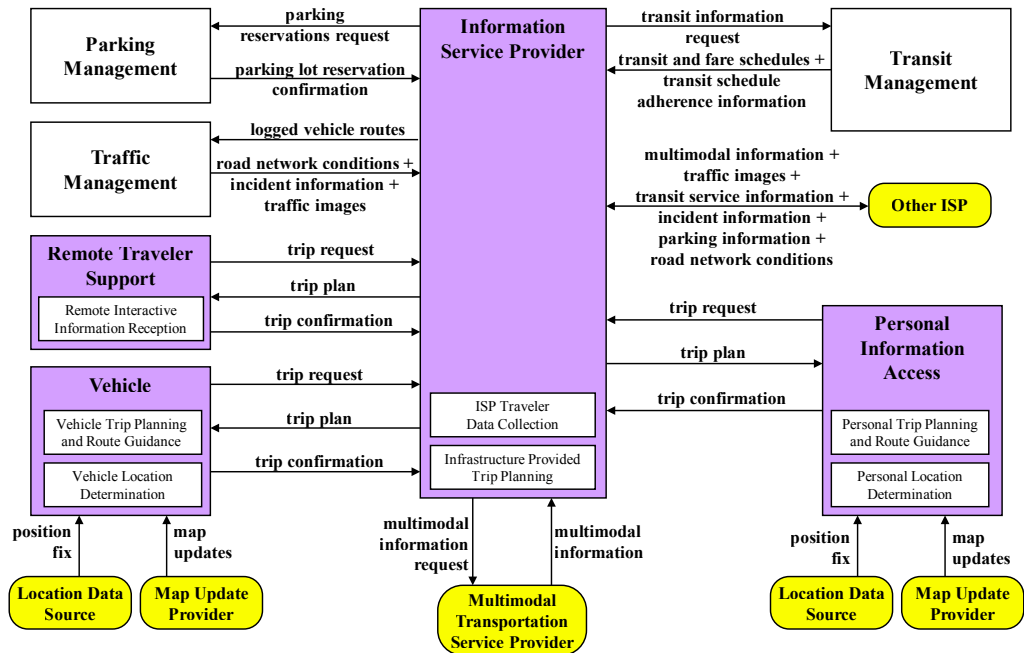 Parking
Management
parking
reservations request
parking lot reservation
confirmation
Information
Service Provider
transit information
request
transit and fare schedules +
transit schedule
adherence information
Transit
Management
Traffic
Management
logged vehicle routes
road network conditions +
incident information +
traffic images
multimodal information +
traffic images +
transit service information +
incident information +
parking information +
road network conditions
Other ISP
Remote Traveler
Support
Remote Interactive
Information Reception
trip request
trip plan
trip confirmation
trip request
trip plan
trip confirmation
Personal
Information
Access
Personal Trip Planning
and Route Guidance
Personal Location
Determination
Vehicle
Vehicle Trip Planning
and Route Guidance
Vehicle Location
Determination
trip request
trip plan
trip confirmation
ISP Traveler
Data Collection
Infrastructure Provided
Trip Planning
position
fix
map
updates
multimodal
information
request
multimodal
information
position
fix
map
updates
Location Data
Source
Map Update
Provider
Multimodal
Transportation
Service Provider
Location Data
Source
Map Update
Provider